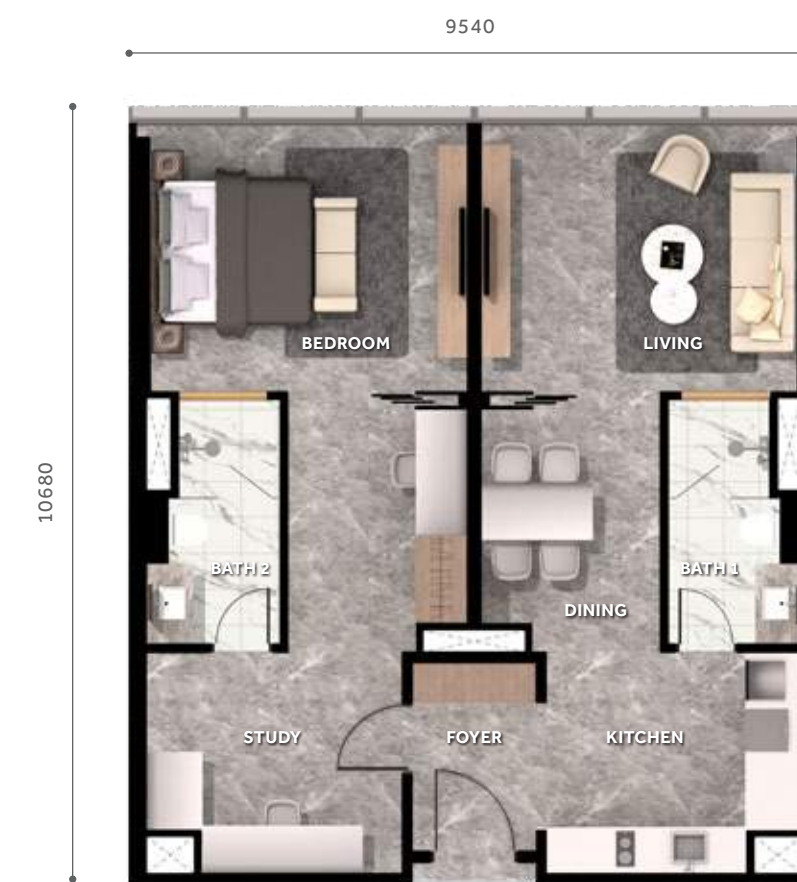 9540
10680
BEDROOM
LIVING
BATH 2
BATH 1
DINING
STUDY
FOYER
KITCHEN